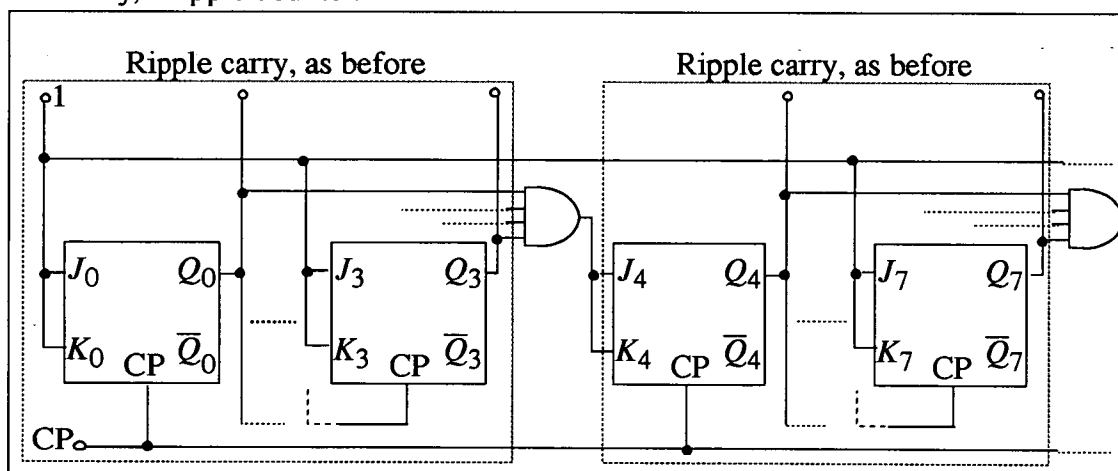 Ripple carry, as before
Ripple carry, as before
1
J₀ Q₀ J₃ Q₃ J₄ Q₄ J₇ Q₇
K₀ Q̅₀ K₃ Q̅₃ K₄ Q̅₄ K₇ Q̅₇
CP CP CP CP
CP